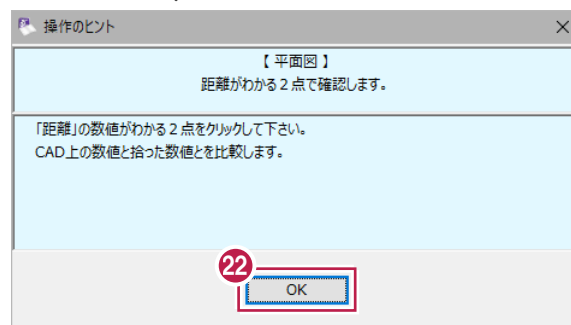 操作のヒント
【 平面図 】
距離がわかる２点で確認します。
「距離」の数値がわかる２点をクリックして下さい。
CAD上の数値と拾った数値とを比較します。
22
OK